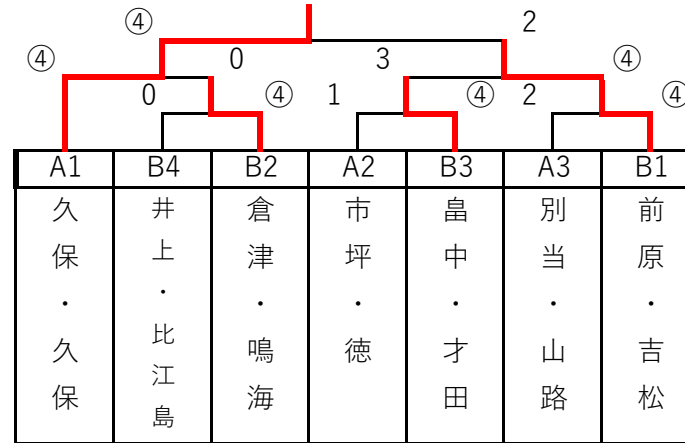 ④ 2
④ 0 3 ④
0 ④ 1 ④ 2 ④
A1 B4 B2 A2 B3 A3 B1
久保・久保
井上・比江島
倉津・鳴海
市坪・徳
畠中・才田
別当・山路
前原・吉松